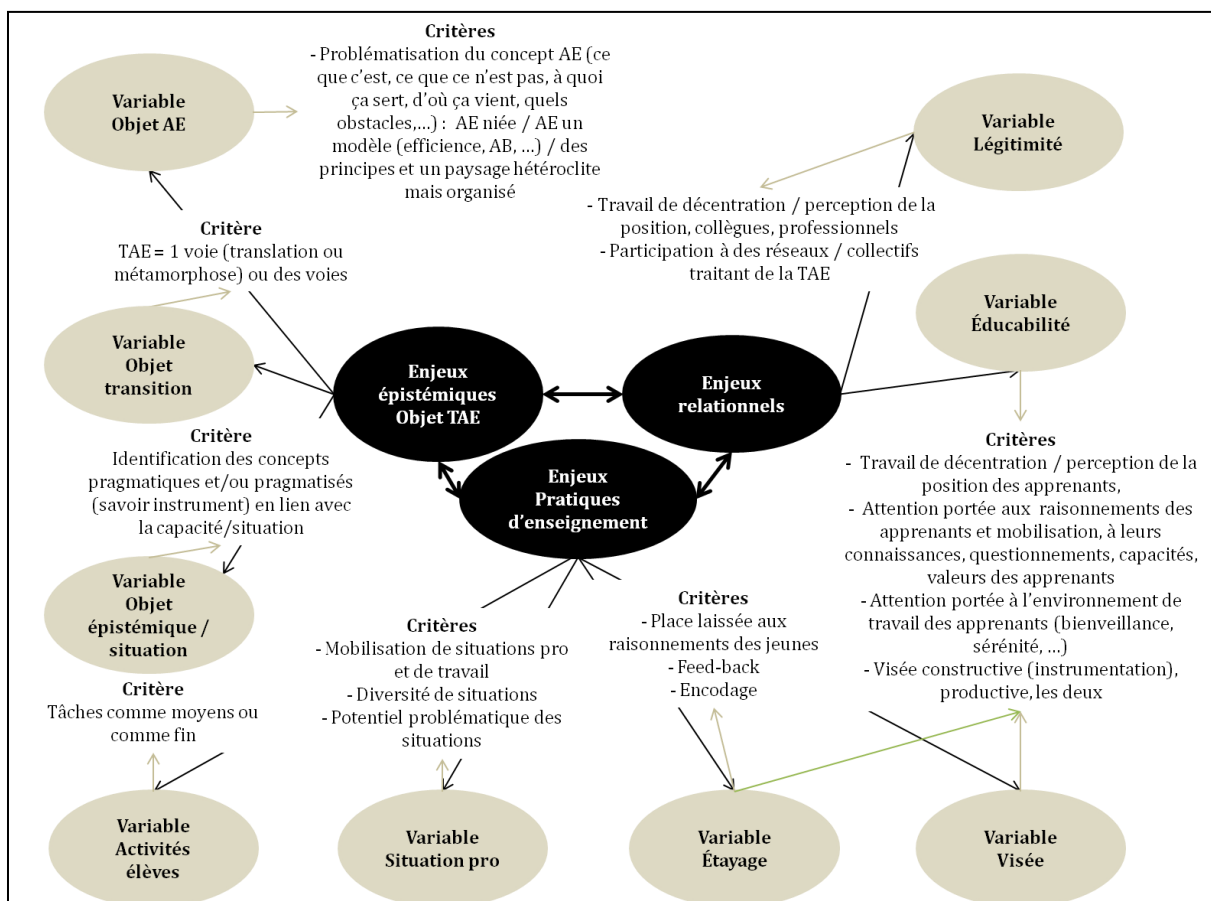 Critères
- Problématisation du concept AE (ce
que c’est, ce que ce n’est pas, à quoi
ça sert, d’où ça vient, quels
obstacles,...) : AE niée / AE un
modèle (efficience, AB, ...) / des
principes et un paysage hétéroclite
mais organisé
Variable
Objet AE
Variable
Légitimité
- Travail de décentration / perception de la
position, collègues, professionnels
- Participation à des réseaux / collectifs
traitant de la TAE
Critère
TAE = 1 voie (translation ou
métamorphose) ou des voies
Variable
Éducabilité
Variable
Objet
transition
Enjeux
épistémiques
Objet TAE
Enjeux
relationnels
Enjeux
Pratiques
d’enseignement
Critère
Identification des concepts
pragmatiques et/ou pragmatisés
(savoir instrument) en lien avec
la capacité/situation
Critères
- Travail de décentration / perception de la
position des apprenants,
- Attention portée aux raisonnements des
apprenants et mobilisation, à leurs
connaissances, questionnements, capacités,
valeurs des apprenants
- Attention portée à l’environnement de
travail des apprenants (bienveillance,
sérénité, ...)
- Visée constructive (instrumentation),
productive, les deux
Variable
Objet
épistémique /
situation
Critères
- Mobilisation de situations pro
et de travail
- Diversité de situations
- Potentiel problématique des
situations
Critères
- Place laissée aux
raisonnements des jeunes
- Feed-back
- Encodage
Critère
Tâches comme moyens ou
comme fin
Variable
Activités
élèves
Variable
Situation pro
Variable
Étayage
Variable
Visée